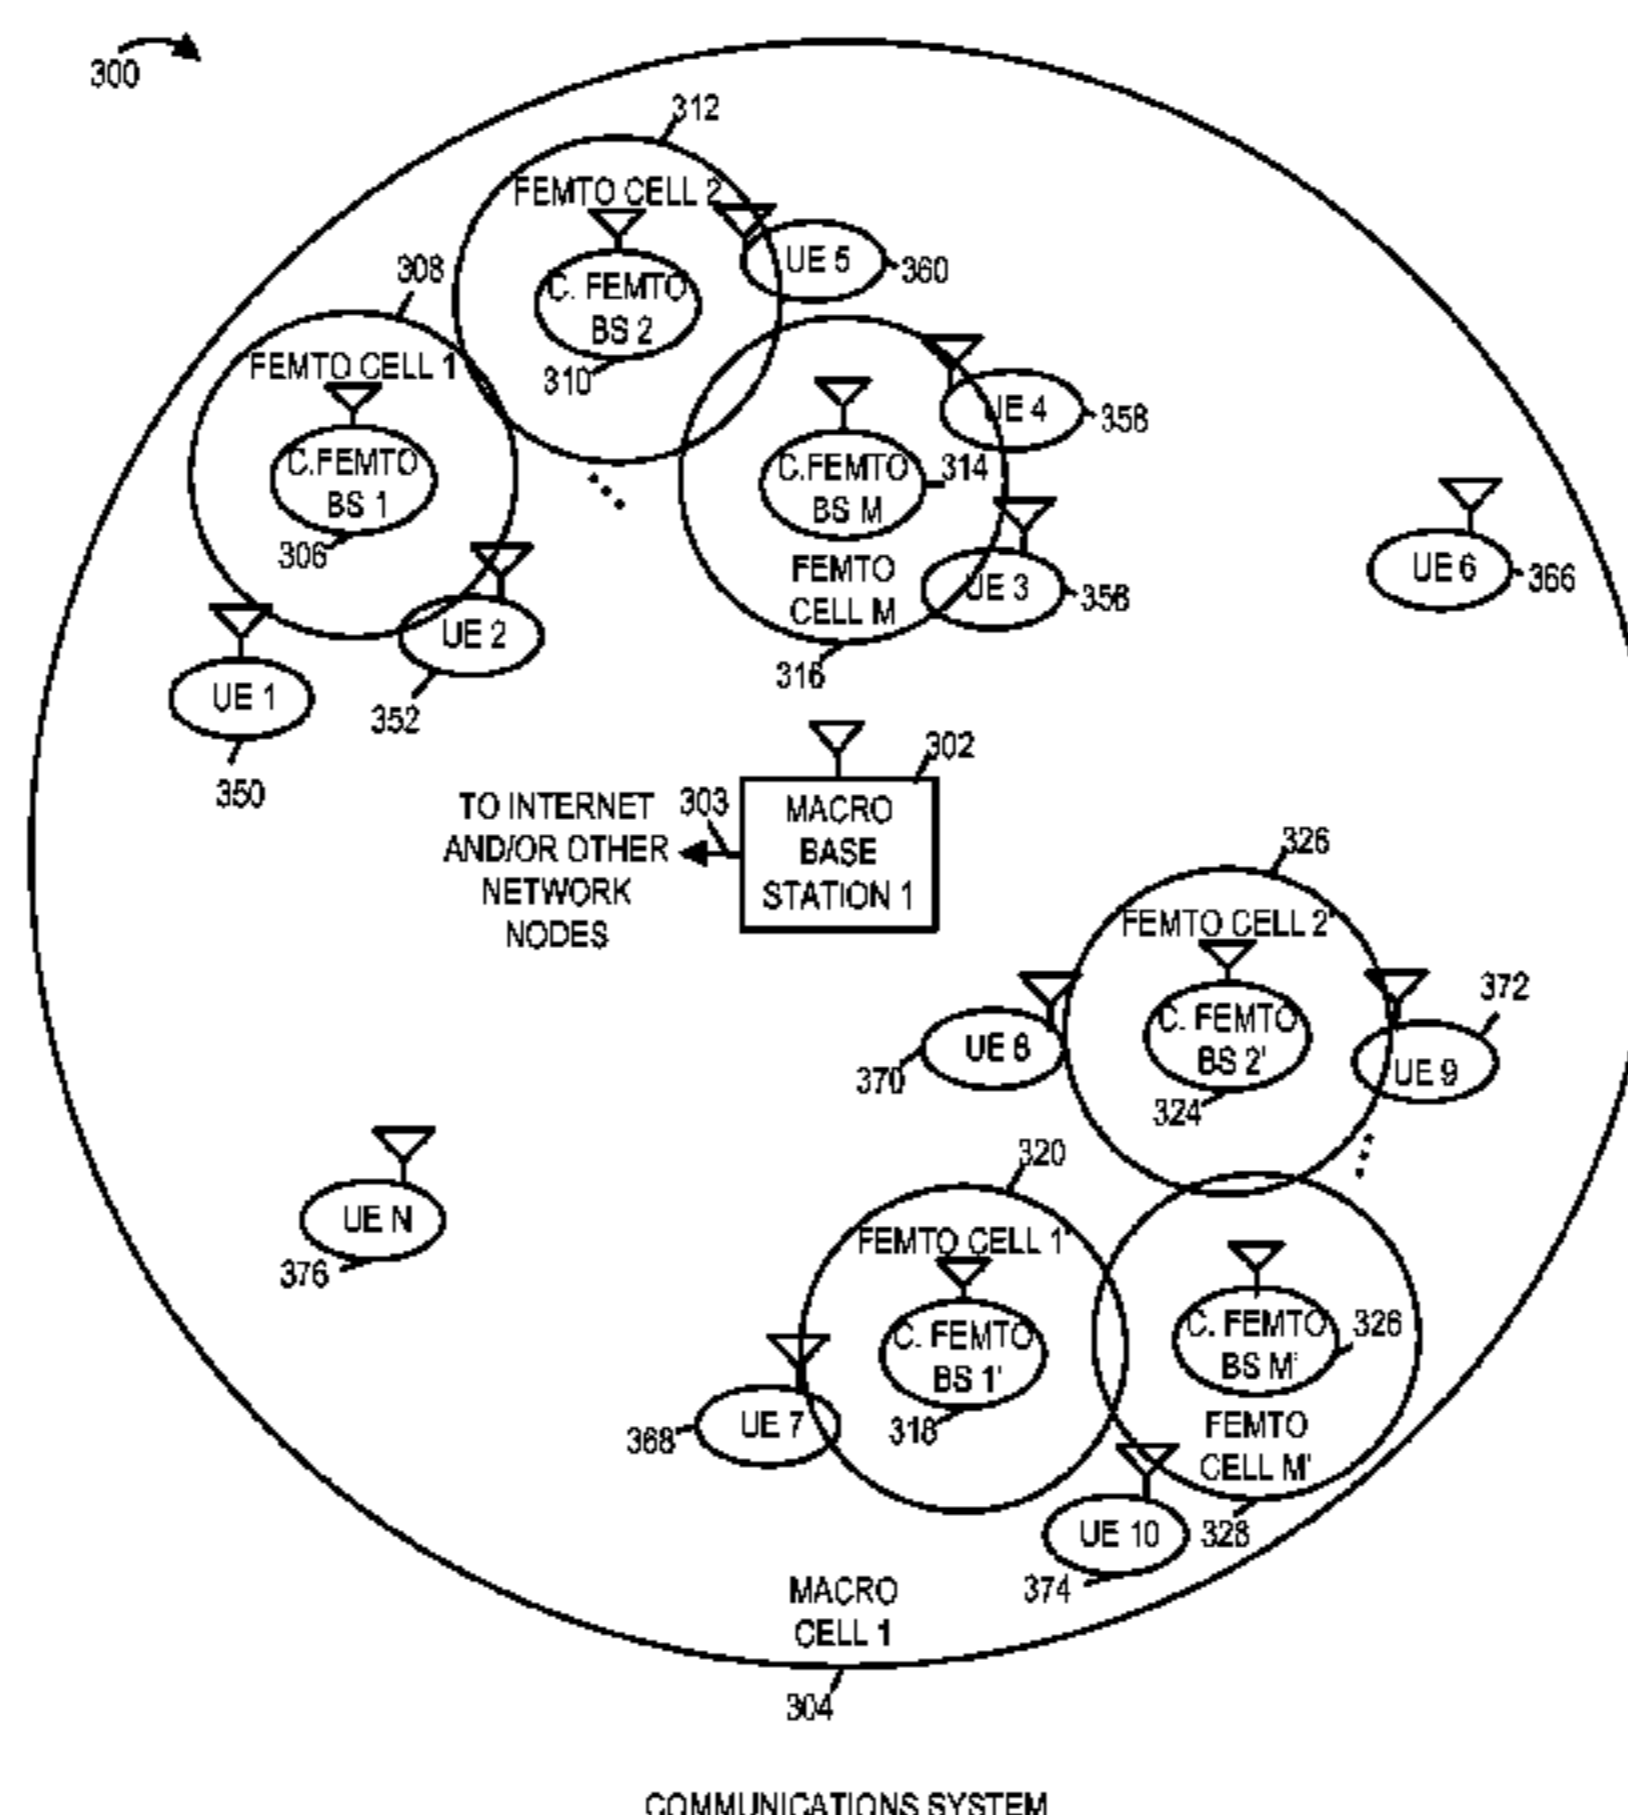 300
312
FEMTO CELL 2
UE 5
360
C. FEMTO
BS 2
310
308
FEMTO CELL 1
C.FEMTO
BS 1
306
UE 4
358
C.FEMTO
BS M
314
FEMTO
CELL M
316
UE 3
356
UE 6
366
UE 2
352
UE 1
350
302
MACRO
BASE
STATION 1
303
TO INTERNET
AND/OR OTHER
NETWORK
NODES
326
FEMTO CELL 2'
C. FEMTO
BS 2'
324
UE 8
370
372
UE 9
UE N
376
320
FEMTO CELL 1'
C. FEMTO
BS 1'
318
UE 7
368
C. FEMTO
BS M'
326
FEMTO
CELL M'
328
UE 10
374
MACRO
CELL 1
304
COMMUNICATIONS SYSTEM